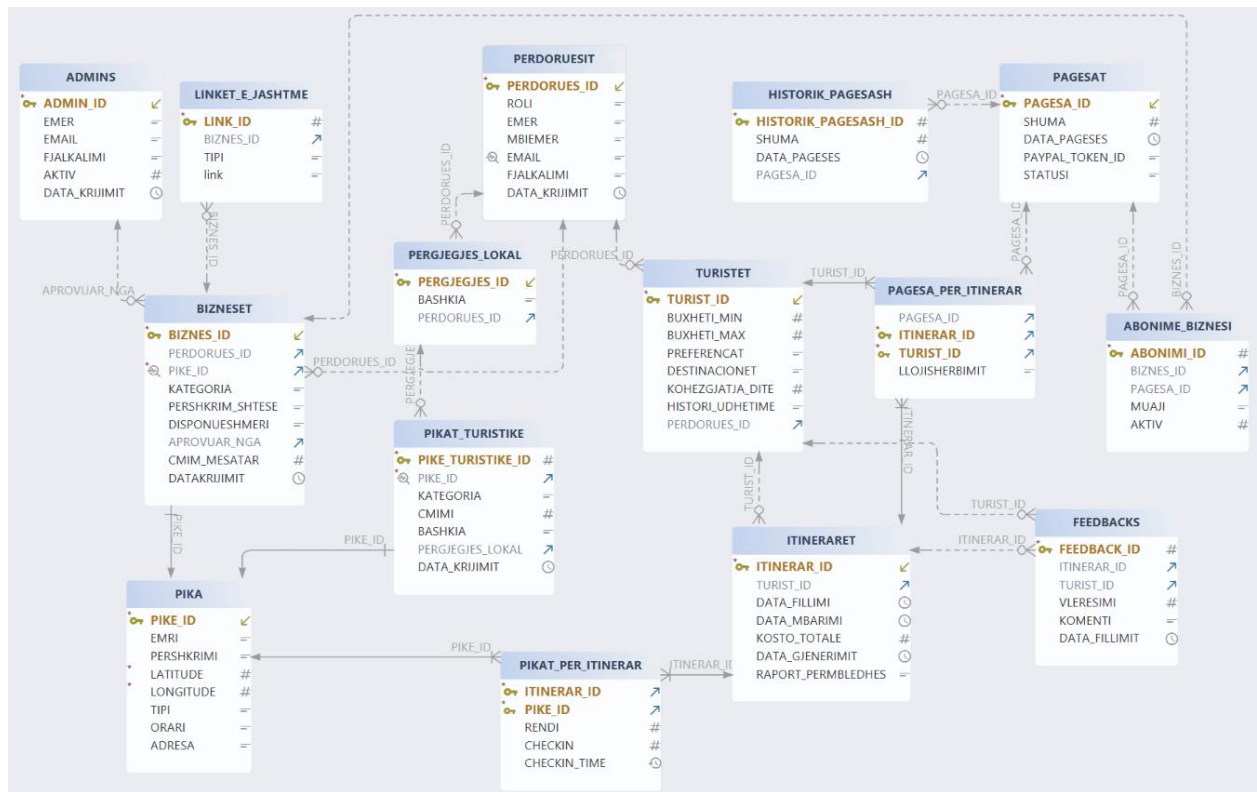 ADMINS
ADMIN_ID
EMER
EMAIL
FJALKALIMI
AKTIV
DATA_KRIJIMIT
LINKET_E_JASHTME
LINK_ID
BIZNES_ID
TIPI
link
PERDORUESIT
PERDORUES_ID
ROLI
EMER
MBIEMER
EMAIL
FJALKALIMI
DATA_KRIJIMIT
HISTORIK_PAGESASH
HISTORIK_PAGESASH_ID
SHUMA
DATA_PAGESES
PAGESA_ID
PAGESA_ID
PAGESAT
PAGESA_ID
SHUMA
DATA_PAGESES
PAYPAL_TOKEN_ID
STATUSI
BIZNES_ID
PERDORUES_ID
PERDORUES_ID
PAGESA_ID
PAGESA_ID
BIZNES_ID
APROVUAR_NGA
PERGJEGJES_LOKAL
PERGJEGJES_ID
BASHKIA
PERDORUES_ID
TURISTET
TURIST_ID
BUXHETI_MIN
BUXHETI_MAX
PREFERENCAT
DESTINACIONET
KOHEZGJATJA_DITE
HISTORI_UDHETIME
PERDORUES_ID
TURIST_ID
PAGESA_PER_ITINERAR
PAGESA_ID
ITINERAR_ID
TURIST_ID
LLOJISHERBIMIT
ABONIME_BIZNESI
ABONIMI_ID
BIZNES_ID
PAGESA_ID
MUAJI
AKTIV
BIZNESET
BIZNES_ID
PERDORUES_ID
PIKE_ID
KATEGORIA
PERSHKRIM_SHTESE
DISPONUESHMERI
APROVUAR_NGA
CMIM_MESATAR
DATAKRIJIMIT
PERDORUES_ID
PERGJEGJE
PIKAT_TURISTIKE
PIKE_TURISTIKE_ID
PIKE_ID
KATEGORIA
CMIMI
BASHKIA
PERGJEGJES_LOKAL
DATA_KRIJIMIT
ITINERAR_ID
TURIST_ID
TURIST_ID
PIKE_ID
PIKE_ID
ITINERARET
ITINERAR_ID
TURIST_ID
DATA_FILLIMI
DATA_MBARIMI
KOSTO_TOTALE
DATA_GJENERIMIT
RAPORT_PERMBLEDHES
ITINERAR_ID
FEEDBACKS
FEEDBACK_ID
ITINERAR_ID
TURIST_ID
VLERESIMI
KOMENTI
DATA_FILLIMIT
PIKA
PIKE_ID
EMRI
PERSHKRIMI
LATITUDE
LONGITUDE
TIPI
ORARI
ADRESA
PIKE_ID
PIKAT_PER_ITINERAR
ITINERAR_ID
PIKE_ID
RENDI
CHECKIN
CHECKIN_TIME
ITINERAR_ID